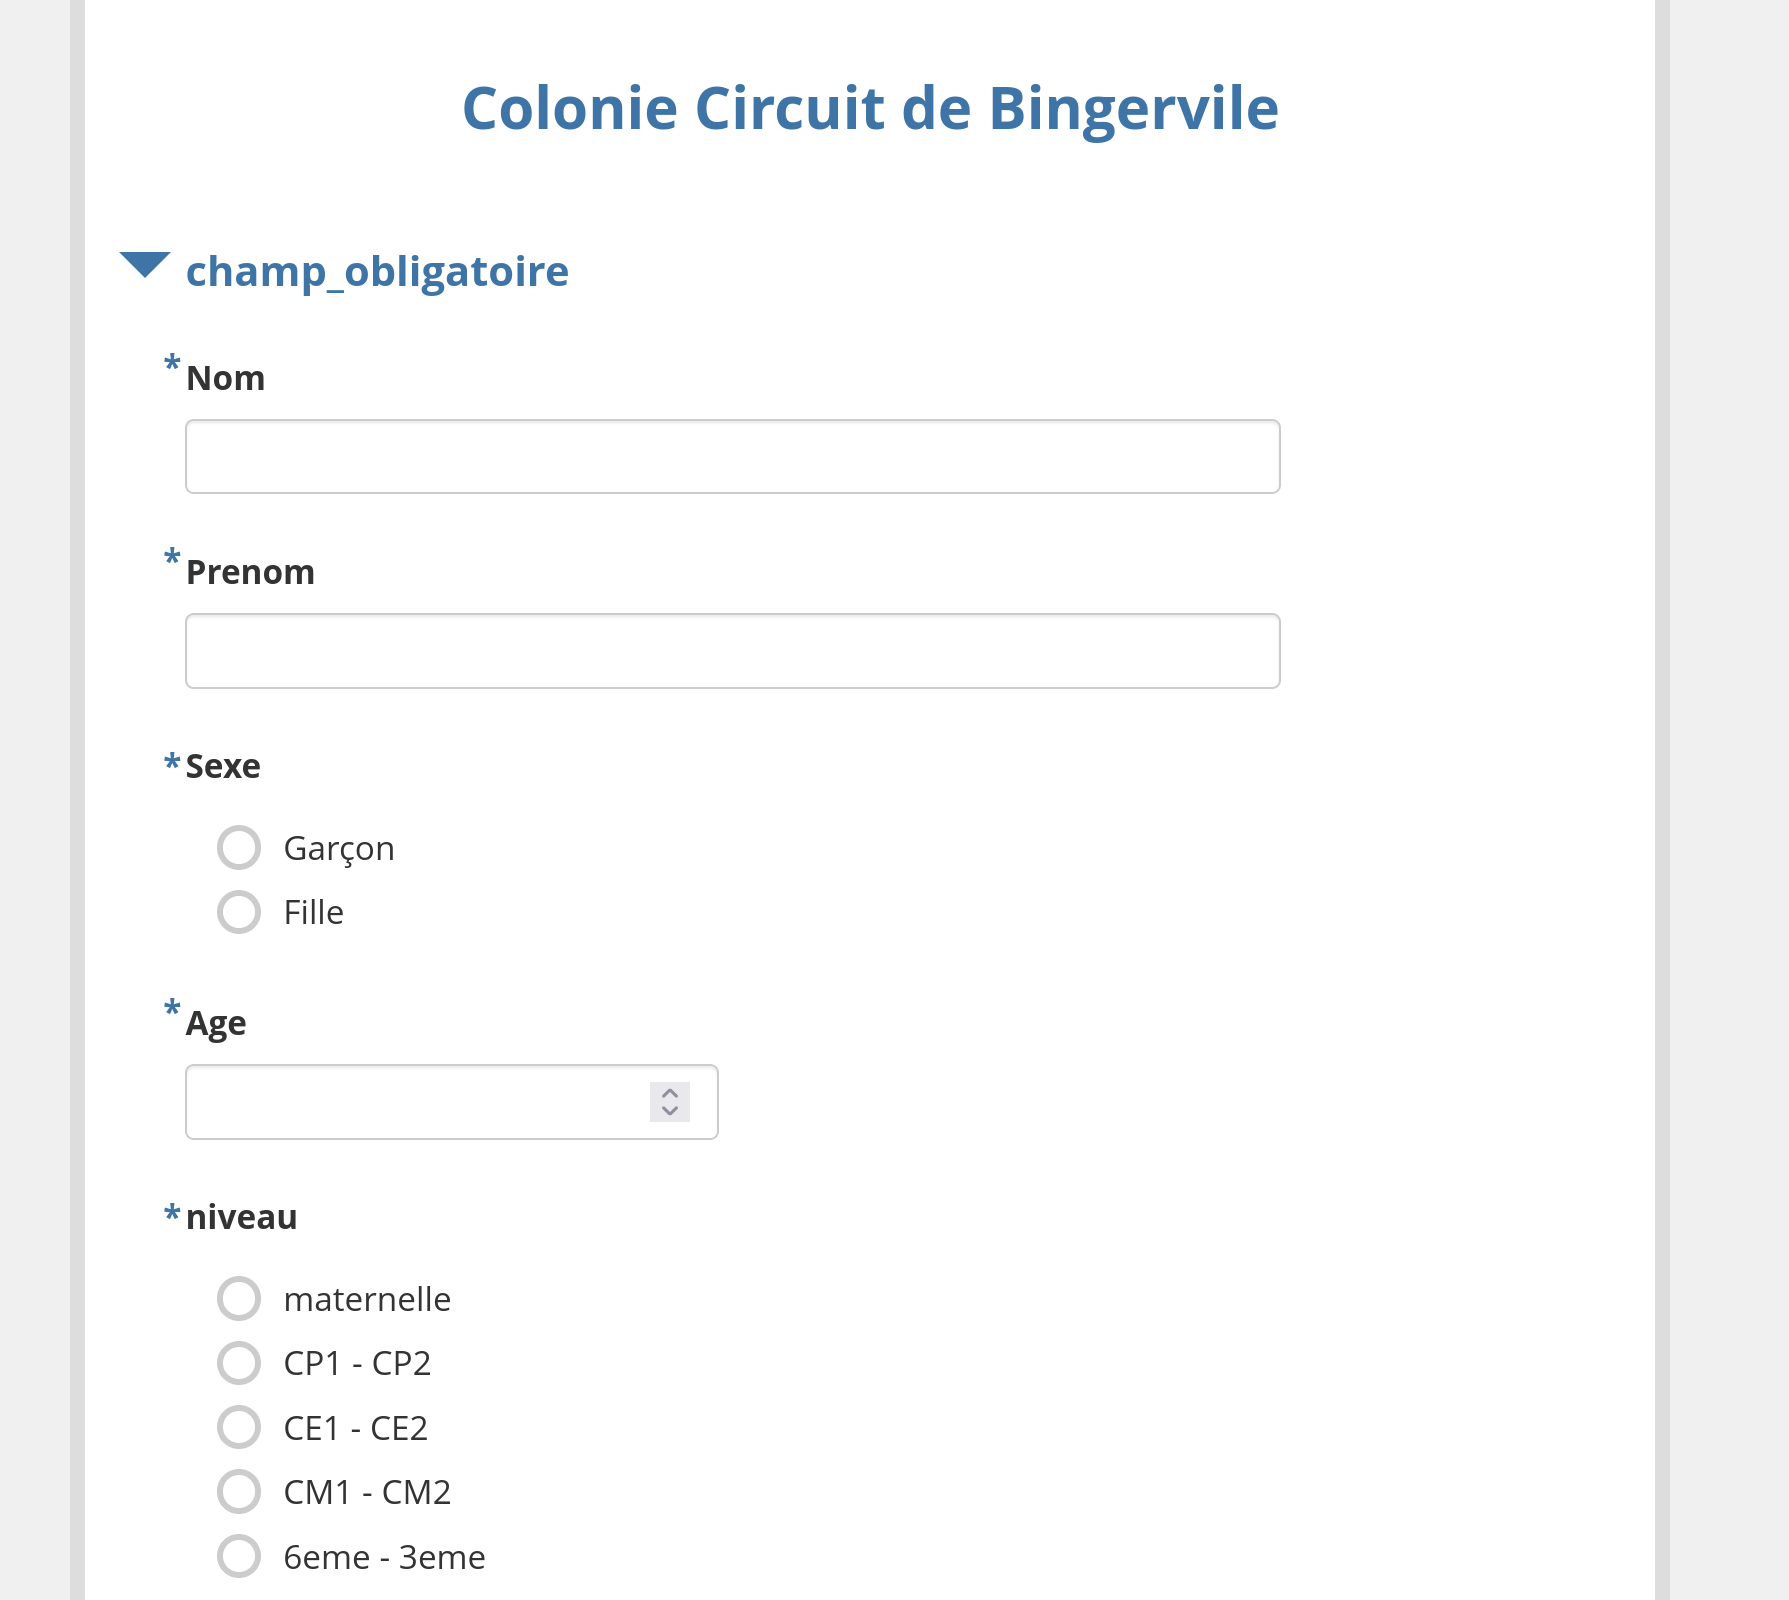 Colonie Circuit de Bingervile
champ_obligatoire
* Nom
* Prenom
* Sexe
Garçon
Fille
* Age
* niveau
maternelle
CP1 - CP2
CE1 - CE2
CM1 - CM2
6eme - 3eme